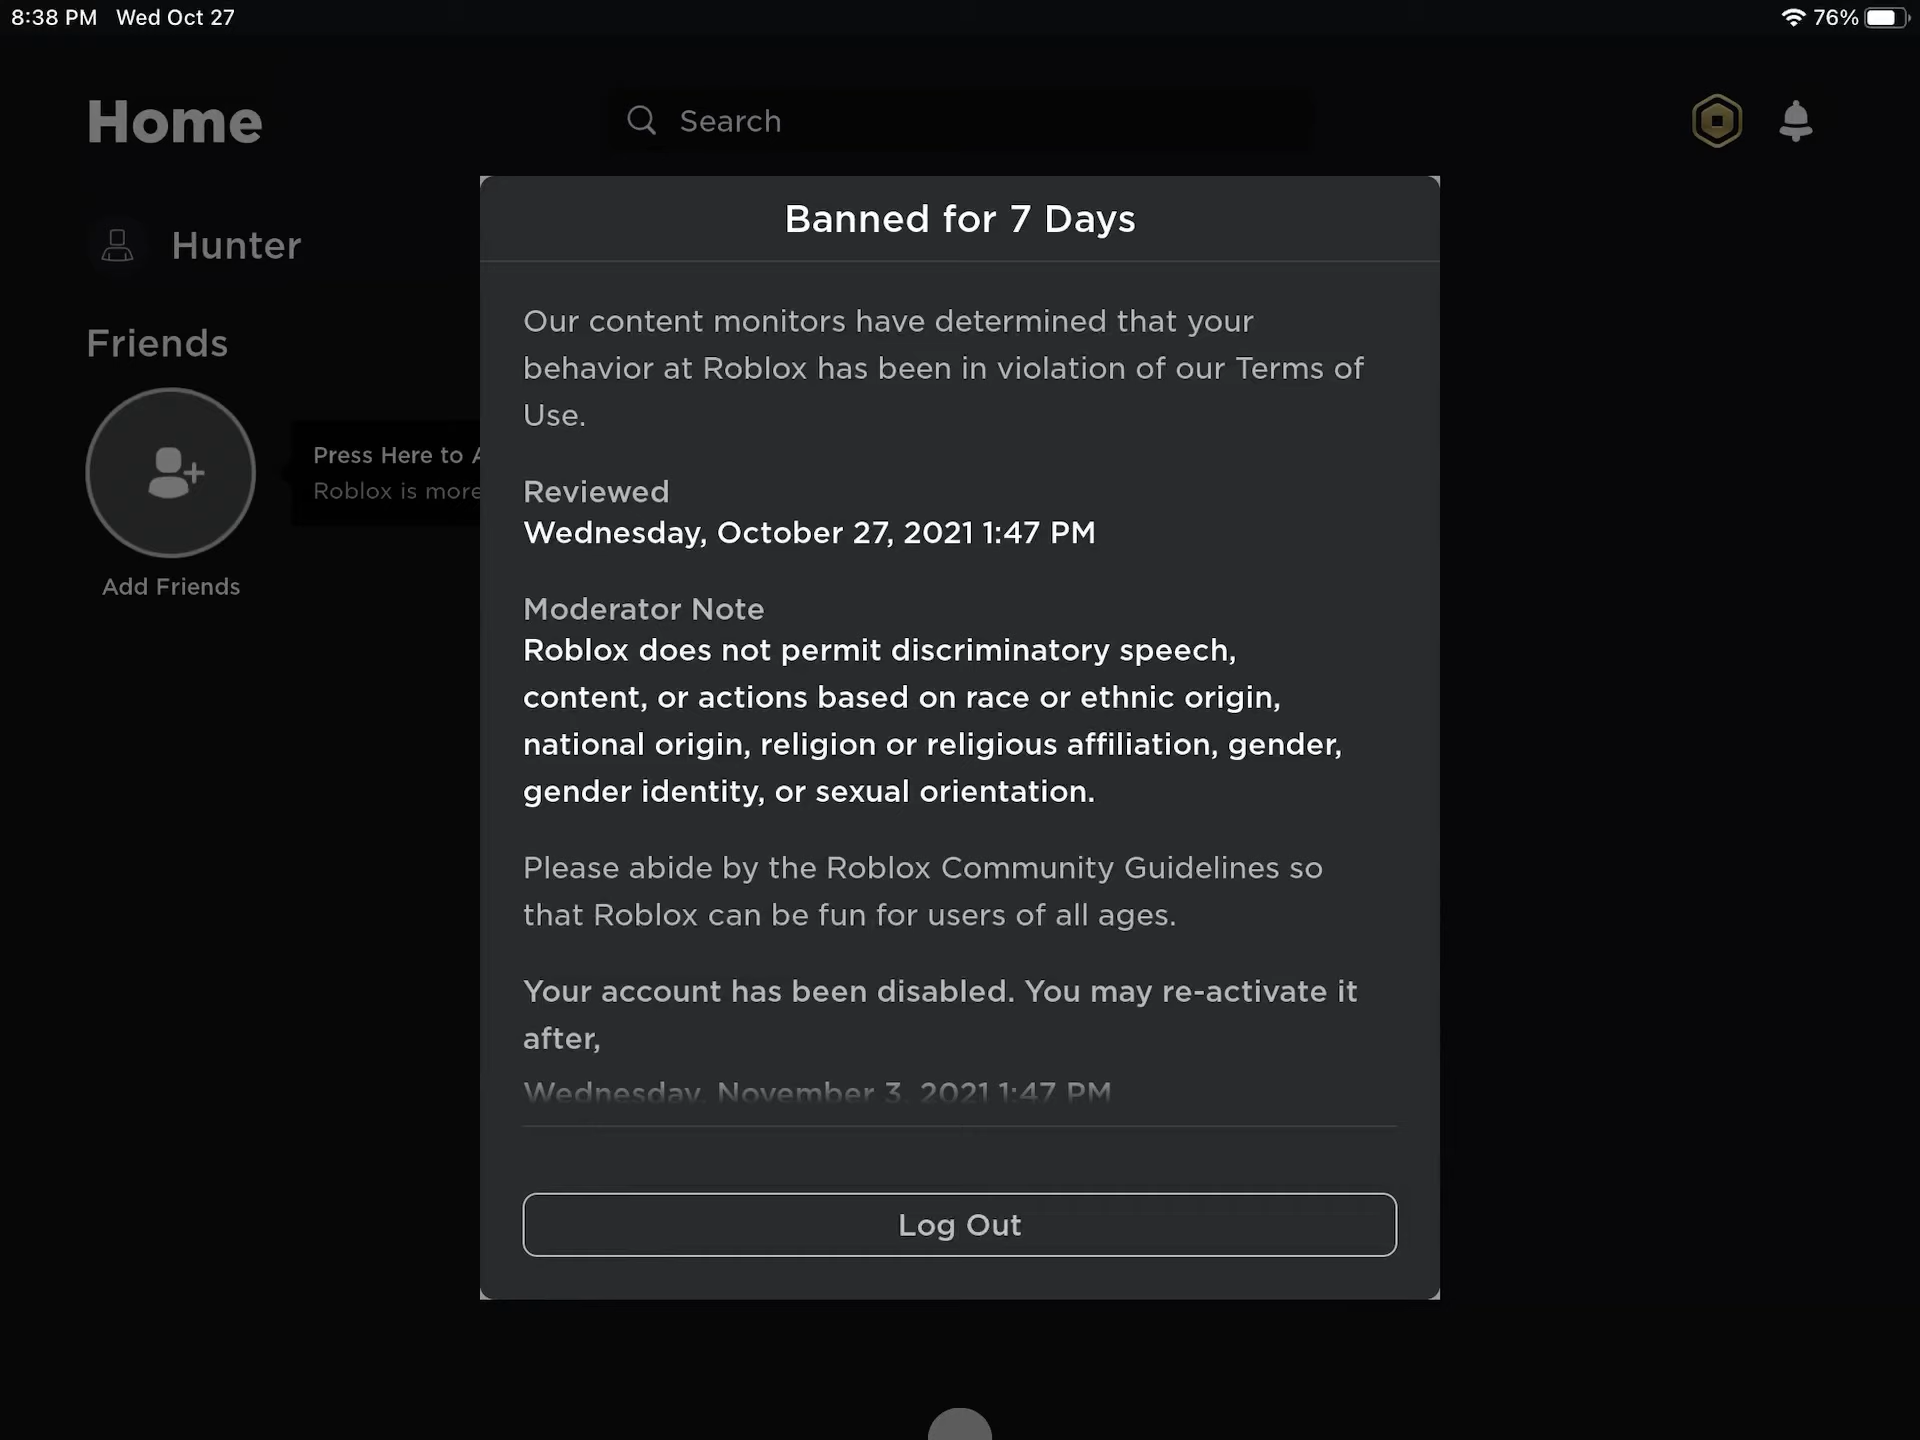 8:38 PM Wed Oct 27
76%
Home
Search
Hunter
Friends
Press Here to A
Roblox is more
Add Friends
Banned for 7 Days
Our content monitors have determined that your
behavior at Roblox has been in violation of our Terms of
Use.
Reviewed
Wednesday, October 27, 2021 1:47 PM
Moderator Note
Roblox does not permit discriminatory speech,
content, or actions based on race or ethnic origin,
national origin, religion or religious affiliation, gender,
gender identity, or sexual orientation.
Please abide by the Roblox Community Guidelines so
that Roblox can be fun for users of all ages.
Your account has been disabled. You may re-activate it
after,
Wednesday, November 3, 2021 1:47 PM
Log Out